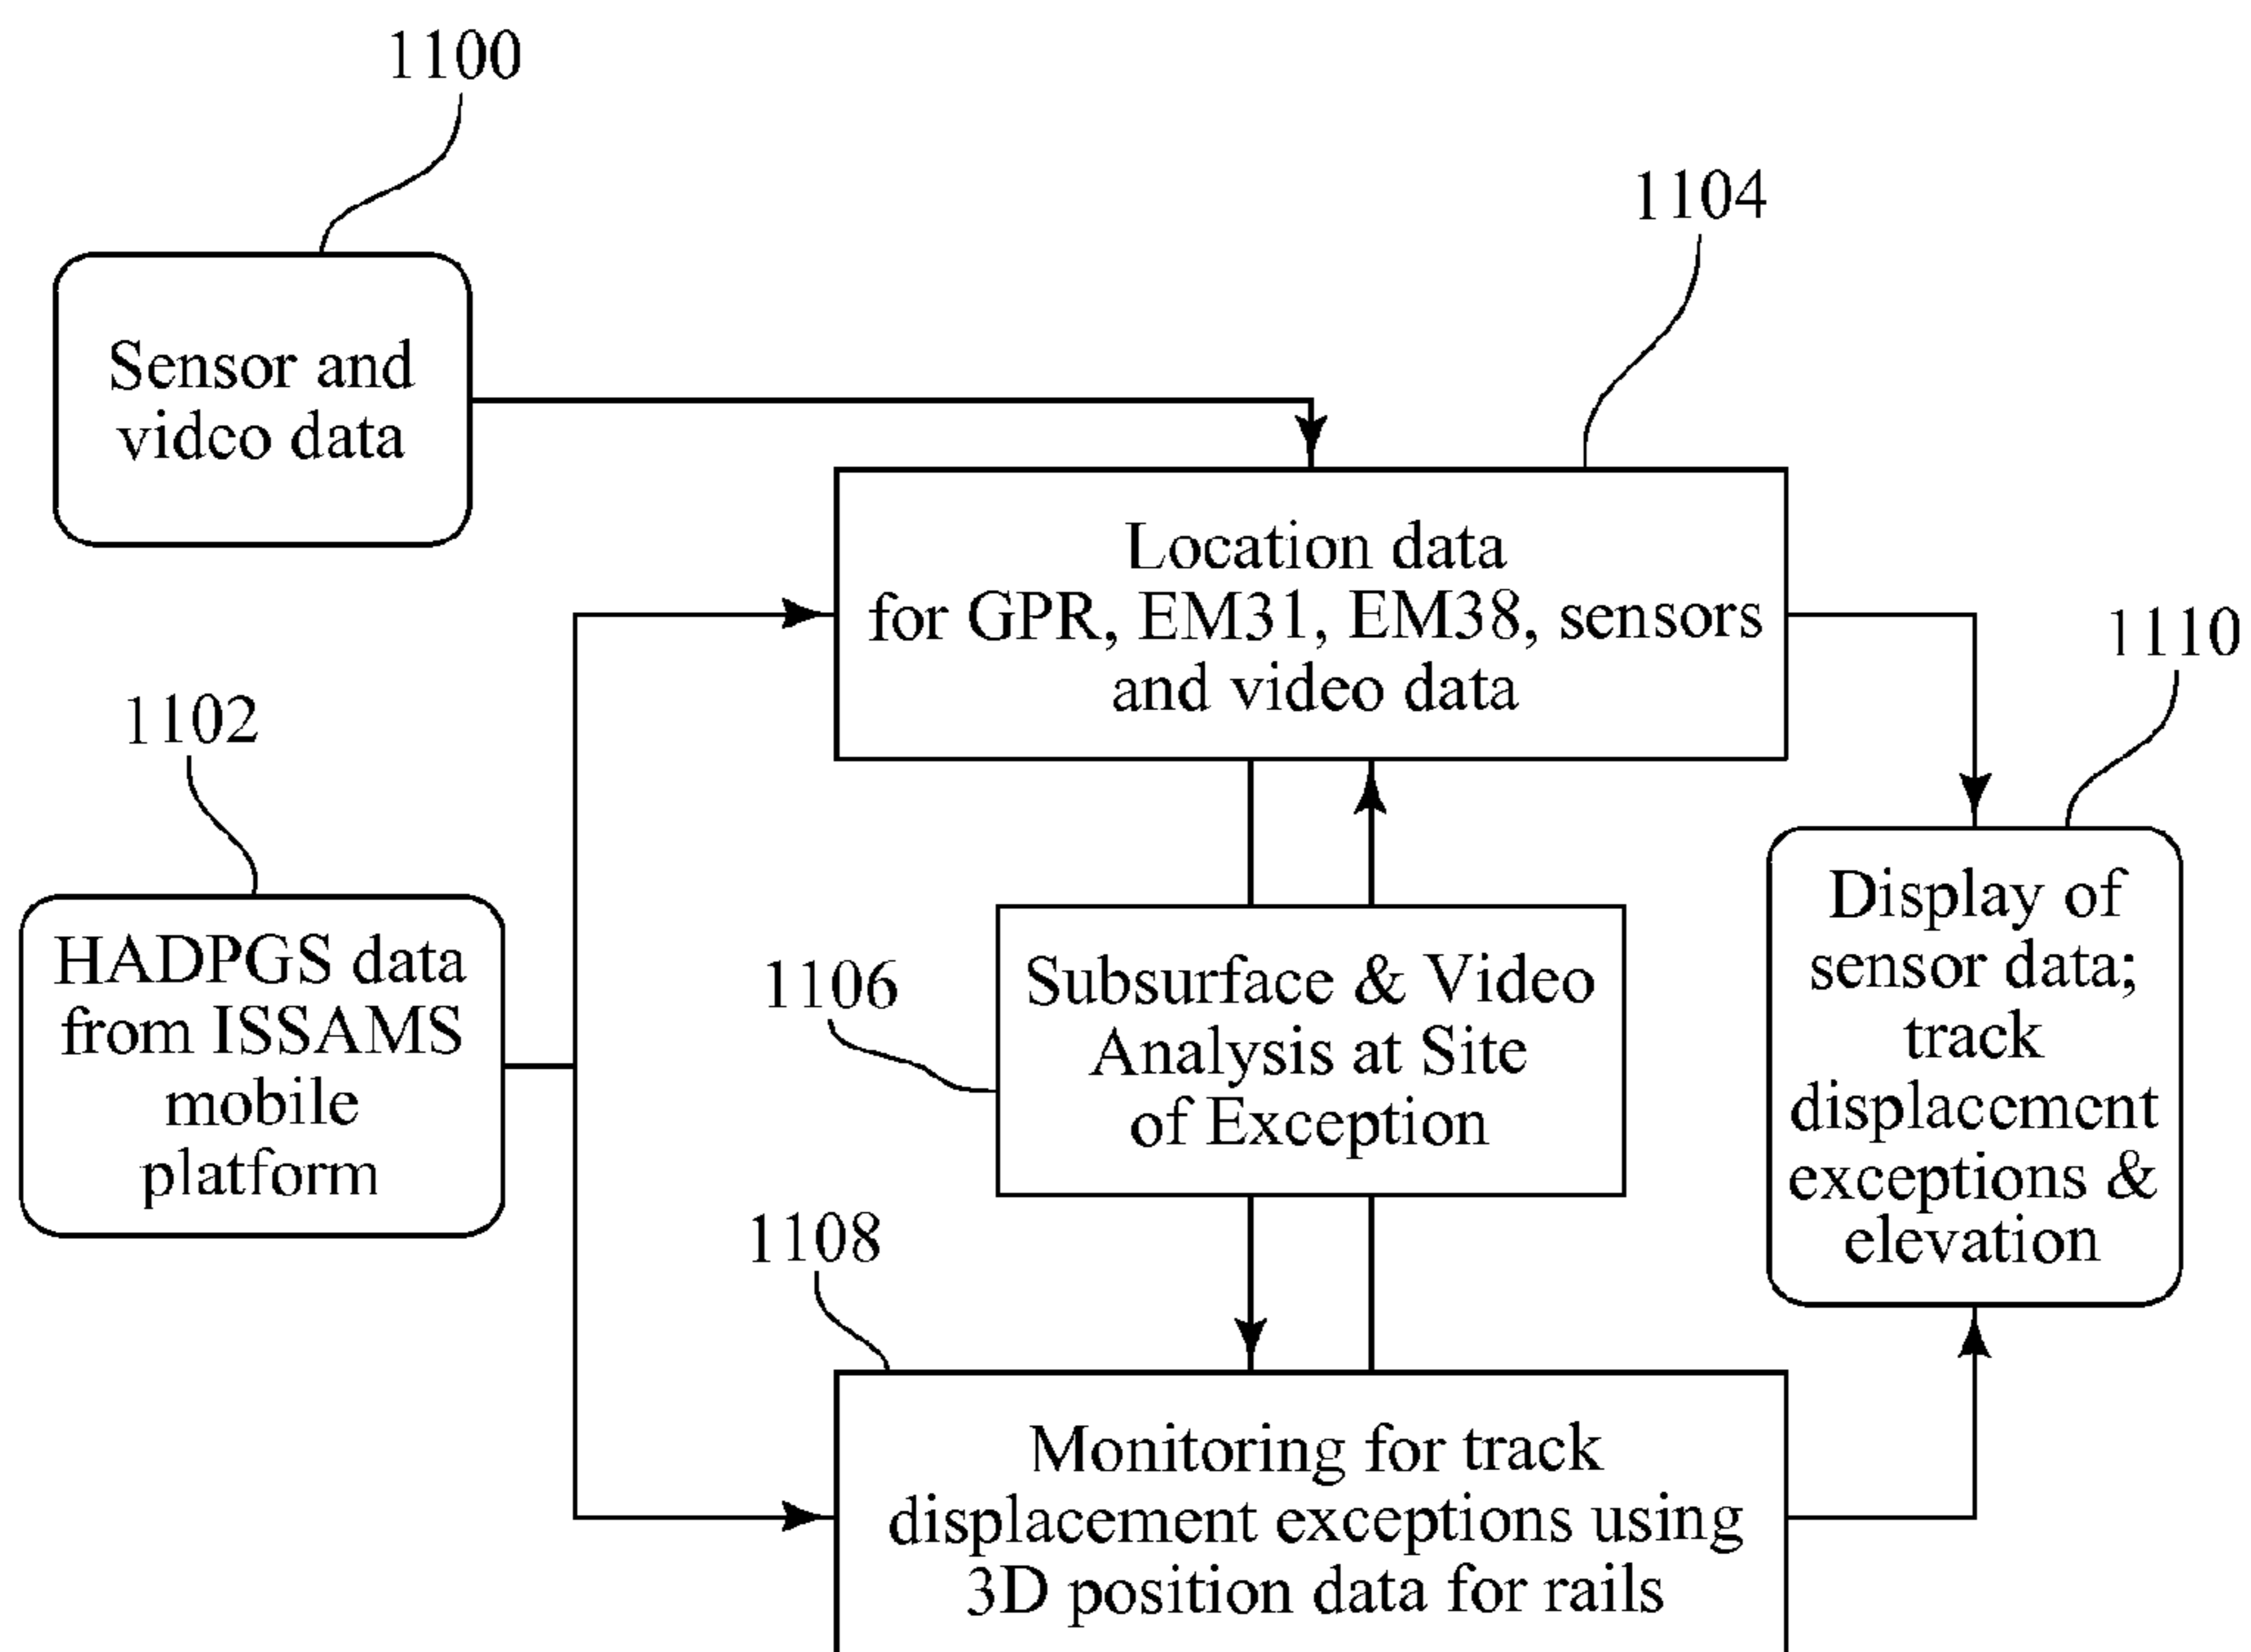 1100
1104
Sensor and
video data
Location data
for GPR, EM31, EM38, sensors
and video data
1110
1102
HADPGS data
from ISSAMS
mobile
platform
1106
Subsurface & Video
Analysis at Site
of Exception
Display of
sensor data;
track
displacement
exceptions &
elevation
1108
Monitoring for track
displacement exceptions using
3D position data for rails